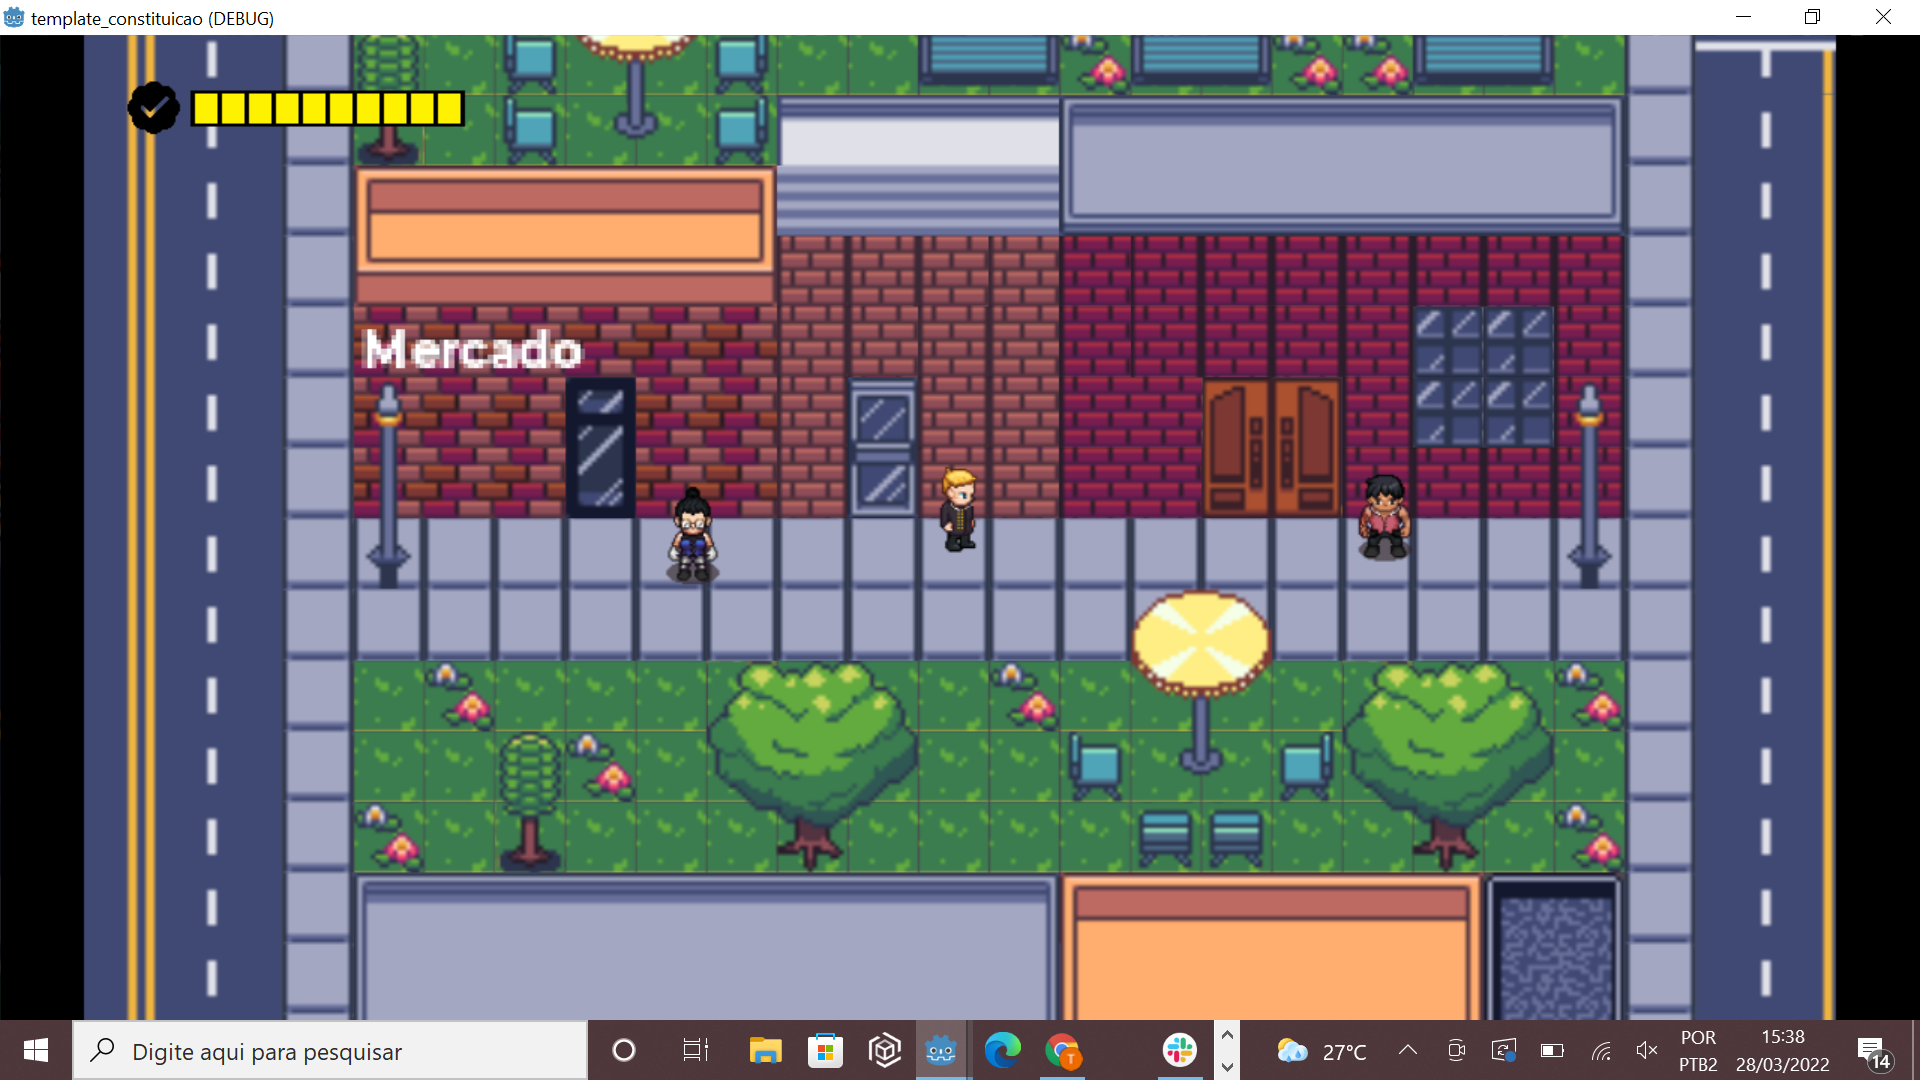 template_constituicao (DEBUG)
Mercado
Digite aqui para pesquisar
T
27°C
POR
PTB2
15:38
28/03/2022
14